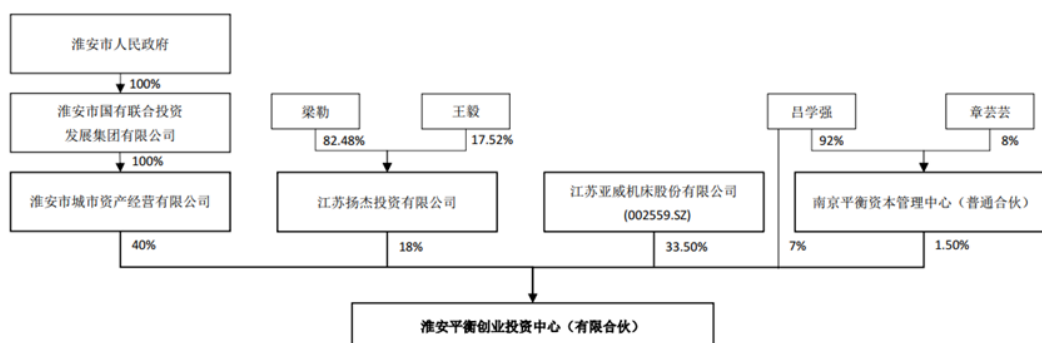 淮安市人民政府
100%
淮安市国有联合投资
发展集团有限公司
梁勒
王毅
吕学强
章芸芸
82.48%
17.52%
92%
8%
100%
淮安市城市资产经营有限公司
江苏扬杰投资有限公司
江苏亚威机床股份有限公司
(002559.SZ)
南京平衡资本管理中心（普通合伙）
40%
18%
33.50%
7%
1.50%
淮安平衡创业投资中心（有限合伙）